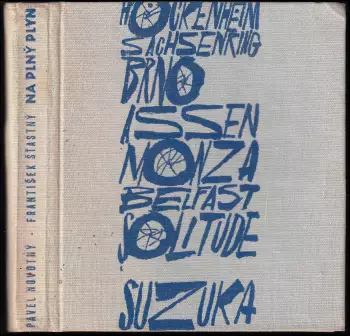 PAVEL NOVOTNÝ · FRANTIŠEK ŠŤASTNÝ NA PLNÝ PLYN
HOCKENHEIM
SACHSENRING
BRNO
ASSEN
MONZA
BELFAST
SOLITUDE
SUZUKA